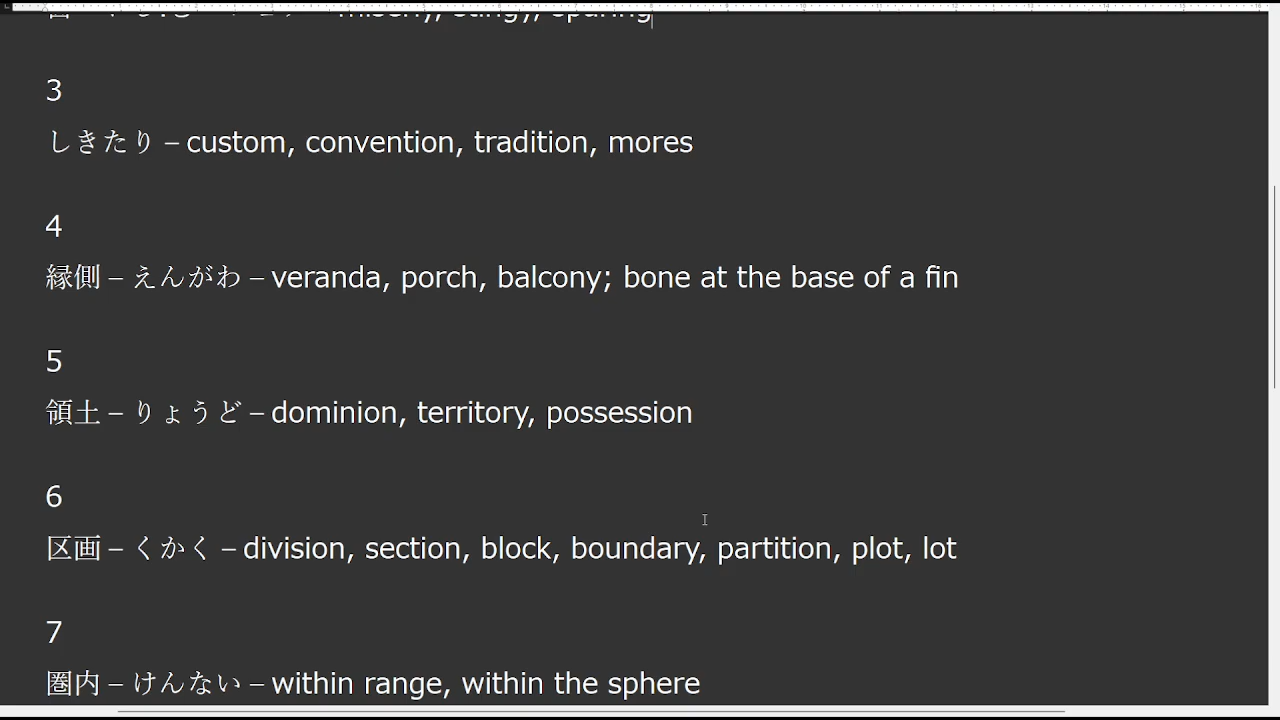 miserly, stingy, sparing
3
しきたり – custom, convention, tradition, mores
4
縁側 – えんがわ – veranda, porch, balcony; bone at the base of a fin
5
領土 – りょうど – dominion, territory, possession
6
区画 – くかく – division, section, block, boundary, partition, plot, lot
7
圏内 – けんない – within range, within the sphere